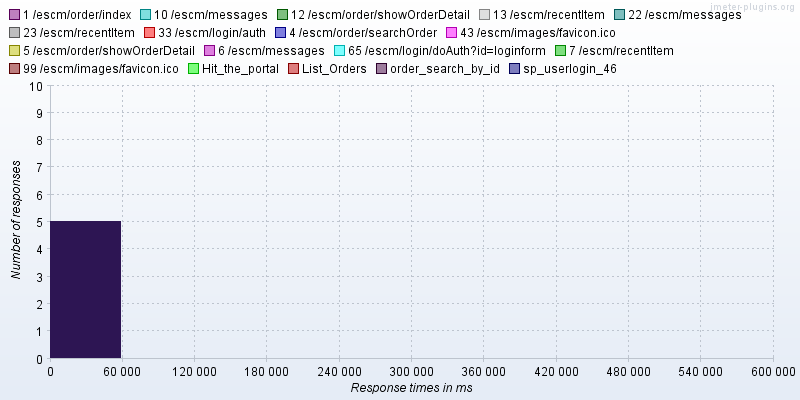 jmeter-plugins.org
1 /escm/order/index 10 /escm/messages 12 /escm/order/showOrderDetail 13 /escm/recentItem 22 /escm/messages
23 /escm/recentItem 33 /escm/login/auth 4 /escm/order/searchOrder 43 /escm/images/favicon.ico
5 /escm/order/showOrderDetail 6 /escm/messages 65 /escm/login/doAuth?id=loginform 7 /escm/recentItem
99 /escm/images/favicon.ico Hit_the_portal List_Orders order_search_by_id sp_userlogin_46
10
9
8
7
6
5
4
3
2
1
0
Number of responses
0 60 000 120 000 180 000 240 000 300 000 360 000 420 000 480 000 540 000 600 000
Response times in ms